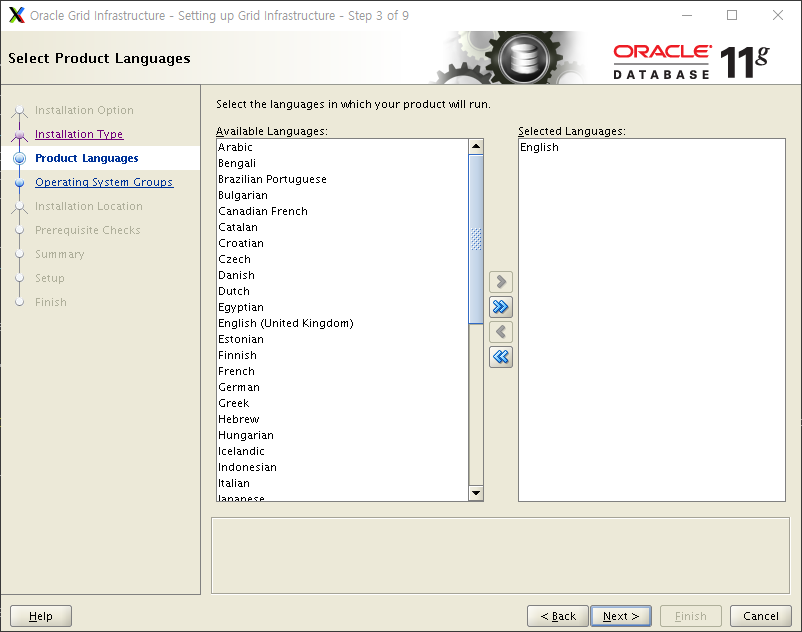 Oracle Grid Infrastructure - Setting up Grid Infrastructure - Step 3 of 9
Select Product Languages
ORACLE
DATABASE 11g
Installation Option
Installation Type
Product Languages
Operating System Groups
Installation Location
Prerequisite Checks
Summary
Setup
Finish
Select the languages in which your product will run.
Available Languages:
Arabic
Bengali
Brazilian Portuguese
Bulgarian
Canadian French
Catalan
Croatian
Czech
Danish
Dutch
Egyptian
English (United Kingdom)
Estonian
Finnish
French
German
Greek
Hebrew
Hungarian
Icelandic
Indonesian
Italian
Japanese
Selected Languages:
English
Help
< Back
Next >
Finish
Cancel